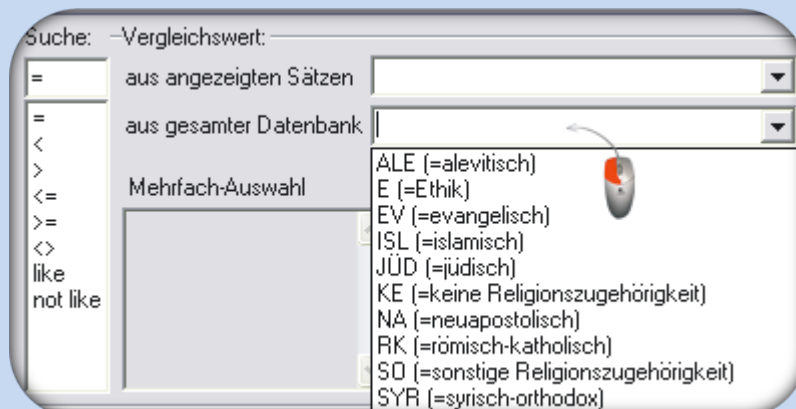 Suche: Vergleichswert:
= aus angezeigten Sätzen
aus gesamter Datenbank
=
<
>
<=
>=
<>
like
not like
Mehrfach-Auswahl
ALE (=alevitisch)
E (=Ethik)
EV (=evangelisch)
ISL (=islamisch)
JÜD (=jüdisch)
KE (=keine Religionszugehörigkeit)
NA (=neuapostolisch)
RK (=römisch-katholisch)
SO (=sonstige Religionszugehörigkeit)
SYR (=syrisch-orthodox)